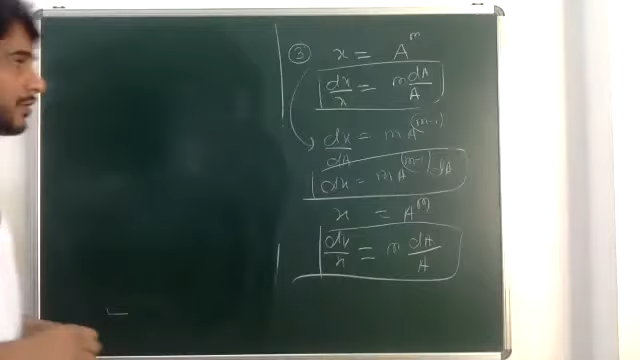 ③ x = A^m
dx/x = m dA/A
dx/dA = m A^(m-1)
dx = m A^(m-1) dA
x = A^m
dx/x = m dA/A